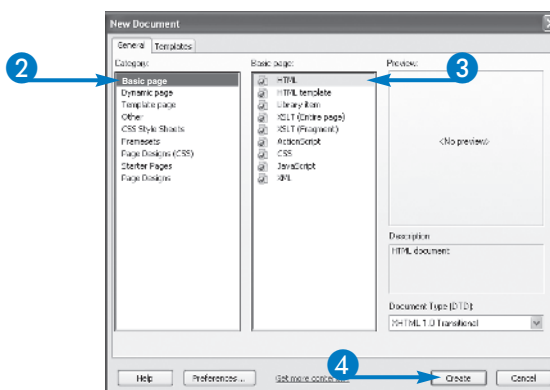 New Document
General Templates
Category:
Basic page
Dynamic page
Template page
Other
CSS Style Sheets
Framesets
Page Designs (CSS)
Starter Pages
Page Designs
Basic page:
HTML
HTML template
Library item
XSLT (Entire page)
XSLT (Fragment)
ActionScript
CSS
JavaScript
XML
Preview:
<No preview>
Description
HTML document
Document Type (DTD):
XHTML 1.0 Transitional
Help Preferences... Get more content... Create Cancel
2
3
4